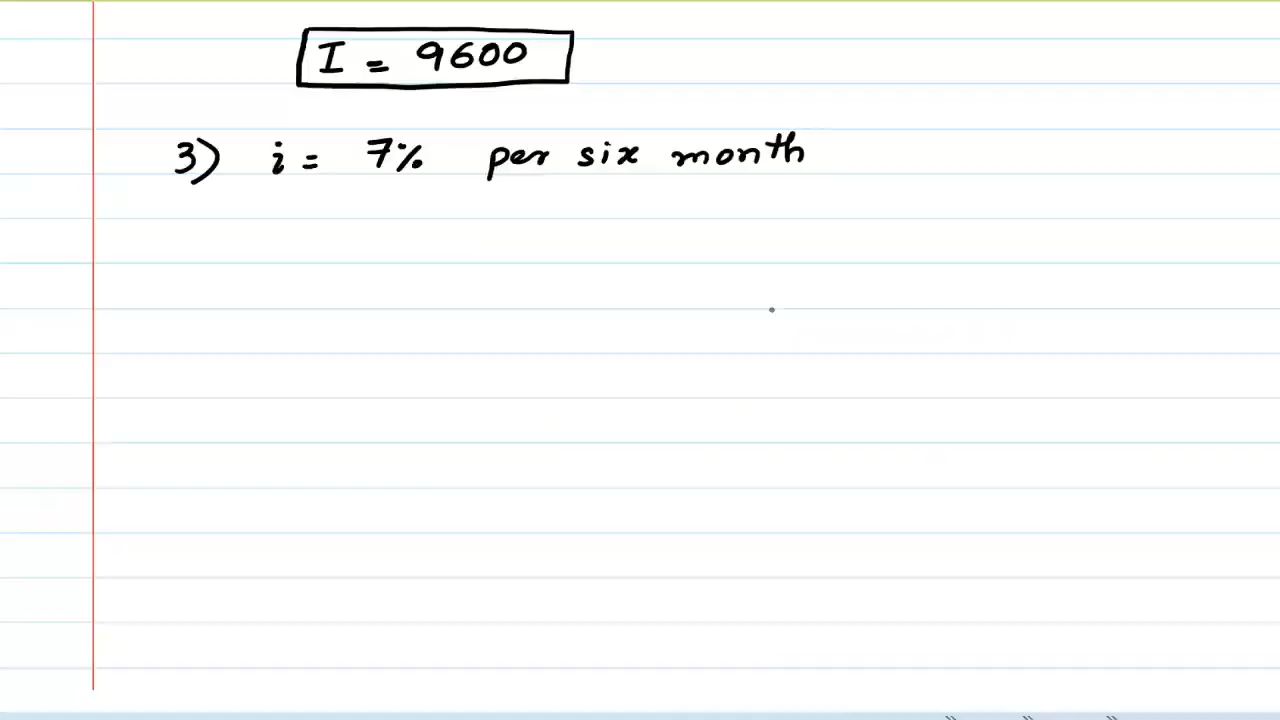 I = 9600
3) i = 7% per six month